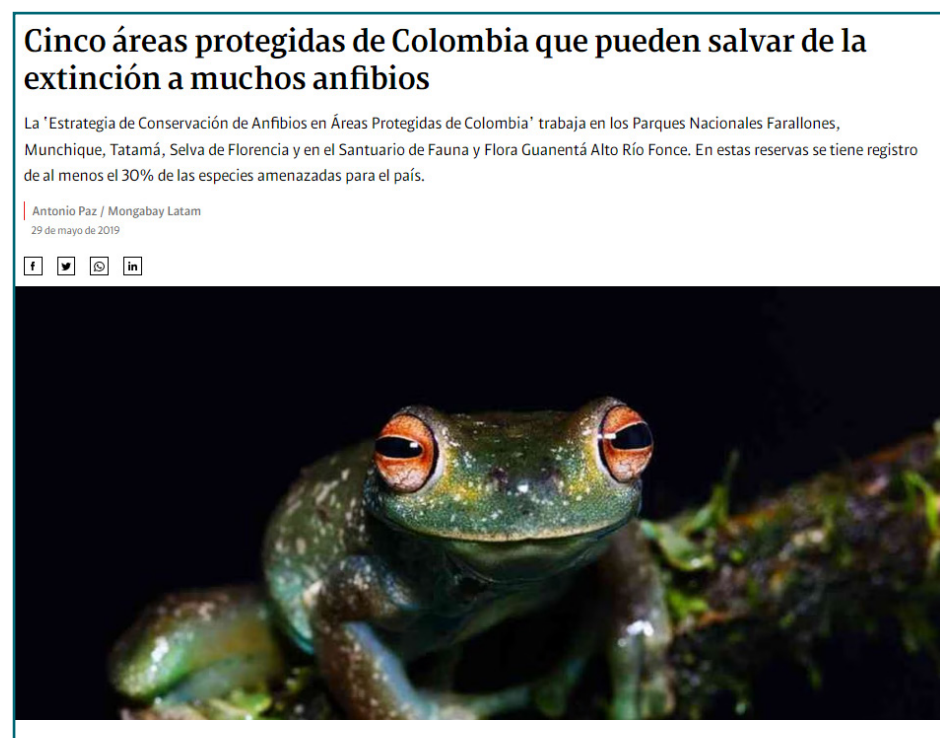 Cinco áreas protegidas de Colombia que pueden salvar de la
extinción a muchos anfibios
La 'Estrategia de Conservación de Anfibios en Áreas Protegidas de Colombia' trabaja en los Parques Nacionales Farallones,
Munchique, Tatamá, Selva de Florencia y en el Santuario de Fauna y Flora Guanentá Alto Río Fonce. En estas reservas se tiene registro
de al menos el 30% de las especies amenazadas para el país.
Antonio Paz / Mongabay Latam
29 de mayo de 2019